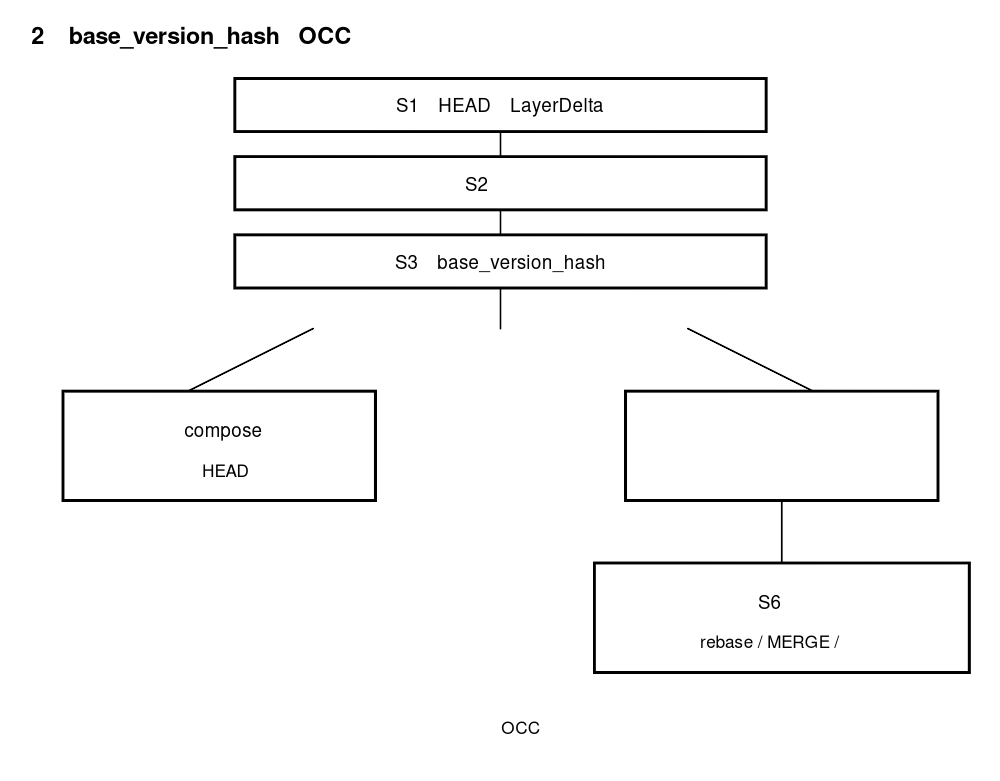 2 base_version_hash OCC
S1 HEAD LayerDelta
S2
S3 base_version_hash
compose
HEAD
S6
rebase / MERGE /
OCC